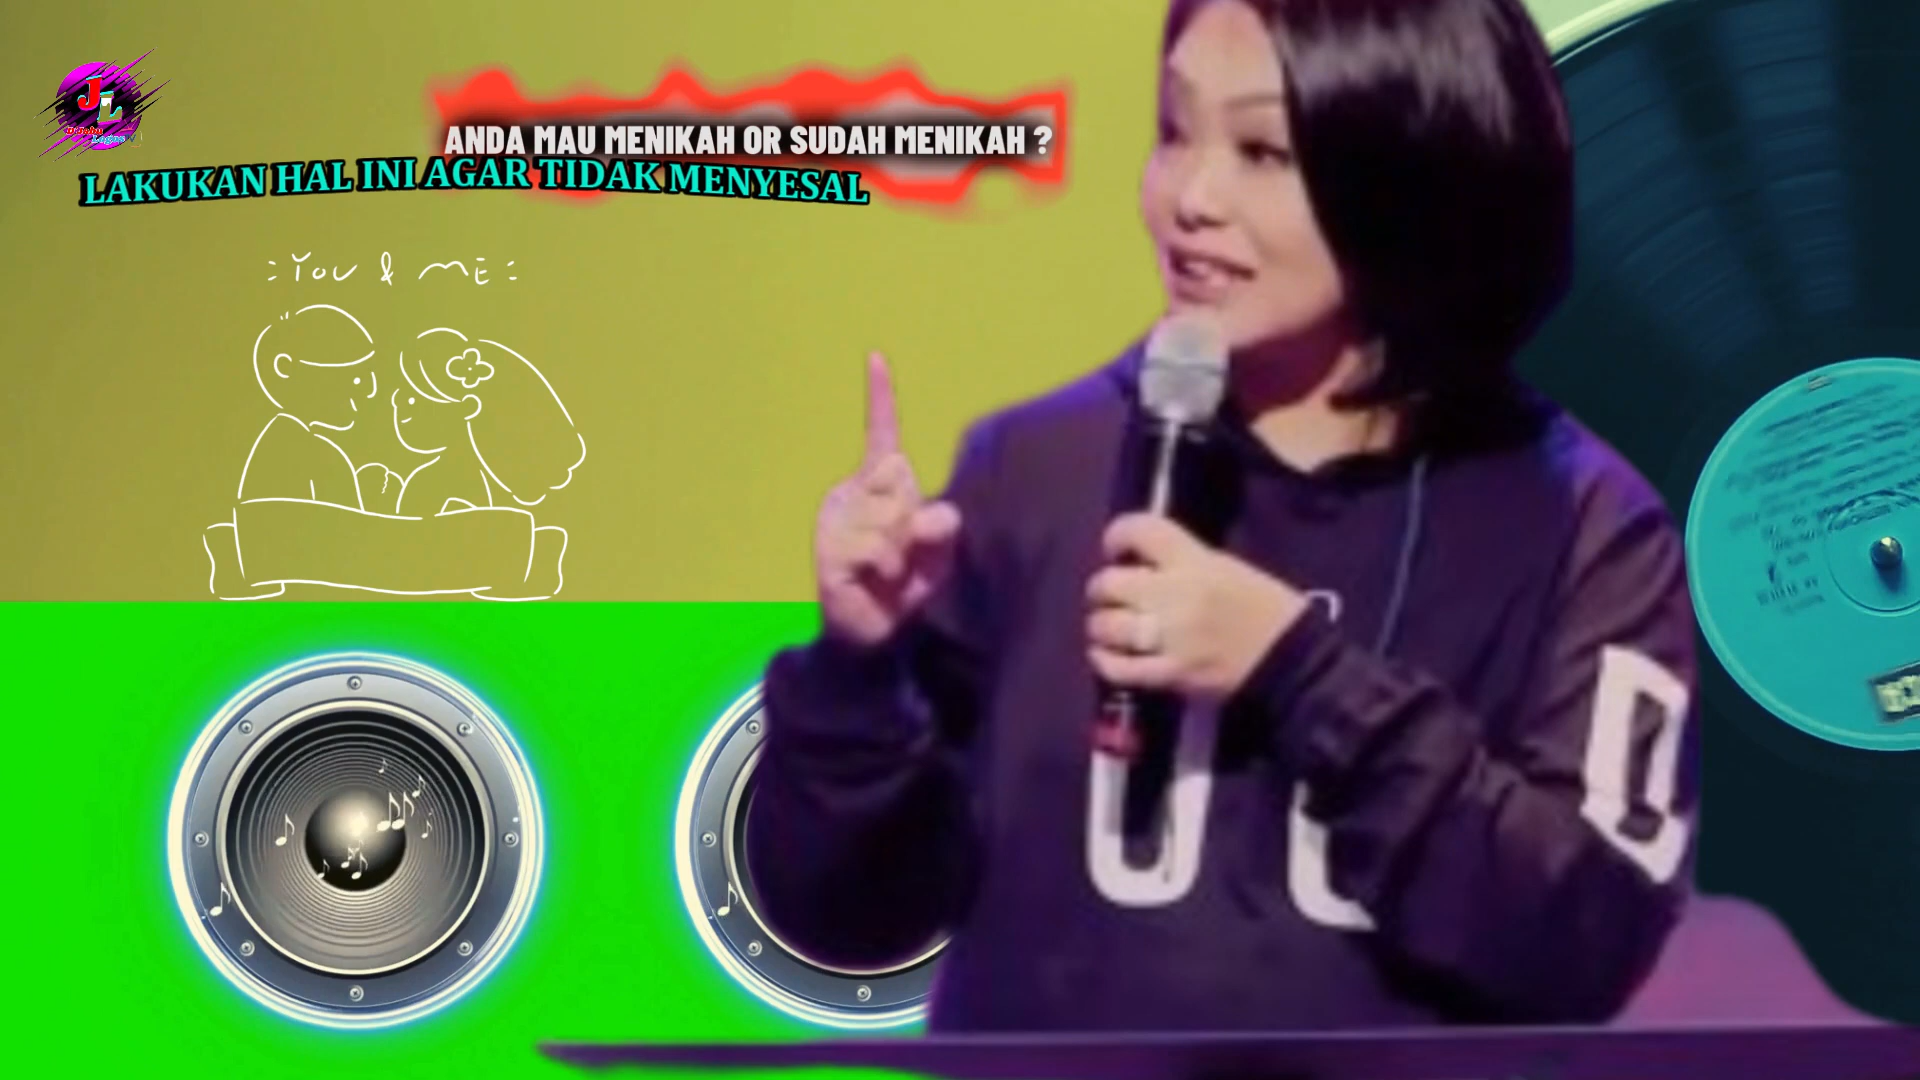 JL
ANDA MAU MENIKAH OR SUDAH MENIKAH ?
LAKUKAN HAL INI AGAR TIDAK MENYESAL
: YOU & ME :